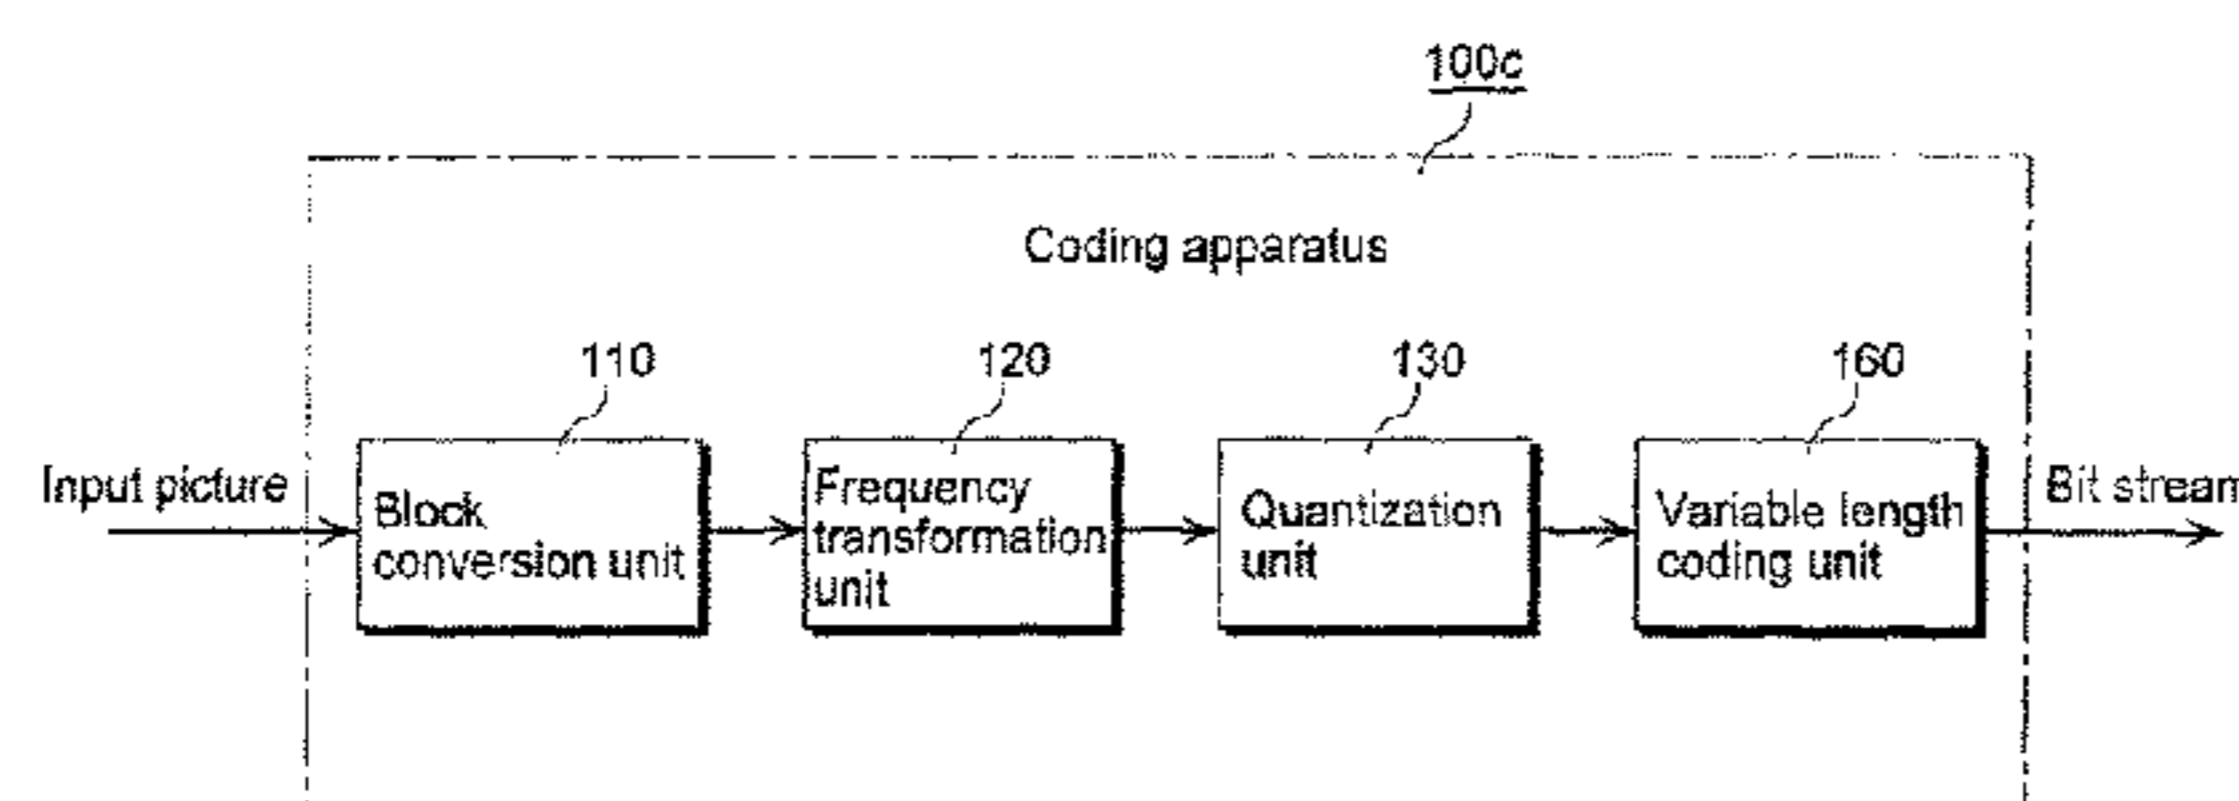 100c
Coding apparatus
110
120
130
160
Input picture
Block
conversion unit
Frequency
transformation
unit
Quantization
unit
Variable length
coding unit
Bit stream